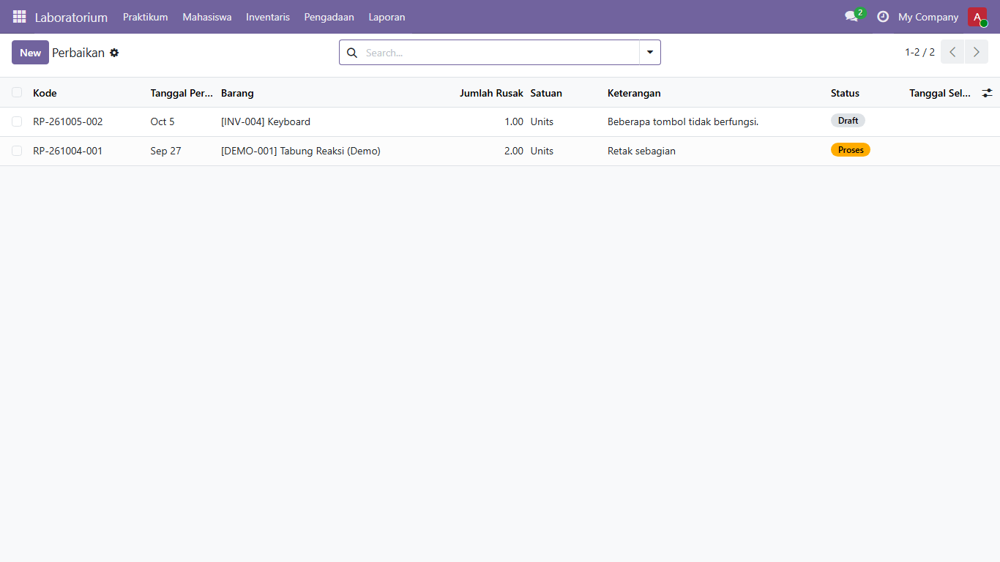 Laboratorium Praktikum Mahasiswa Inventaris Pengadaan Laporan 2 My Company A
New Perbaikan Search... 1-2 / 2
Kode Tanggal Per... Barang Jumlah Rusak Satuan Keterangan Status Tanggal Sel...
RP-261005-002 Oct 5 [INV-004] Keyboard 1.00 Units Beberapa tombol tidak berfungsi. Draft
RP-261004-001 Sep 27 [DEMO-001] Tabung Reaksi (Demo) 2.00 Units Retak sebagian Proses